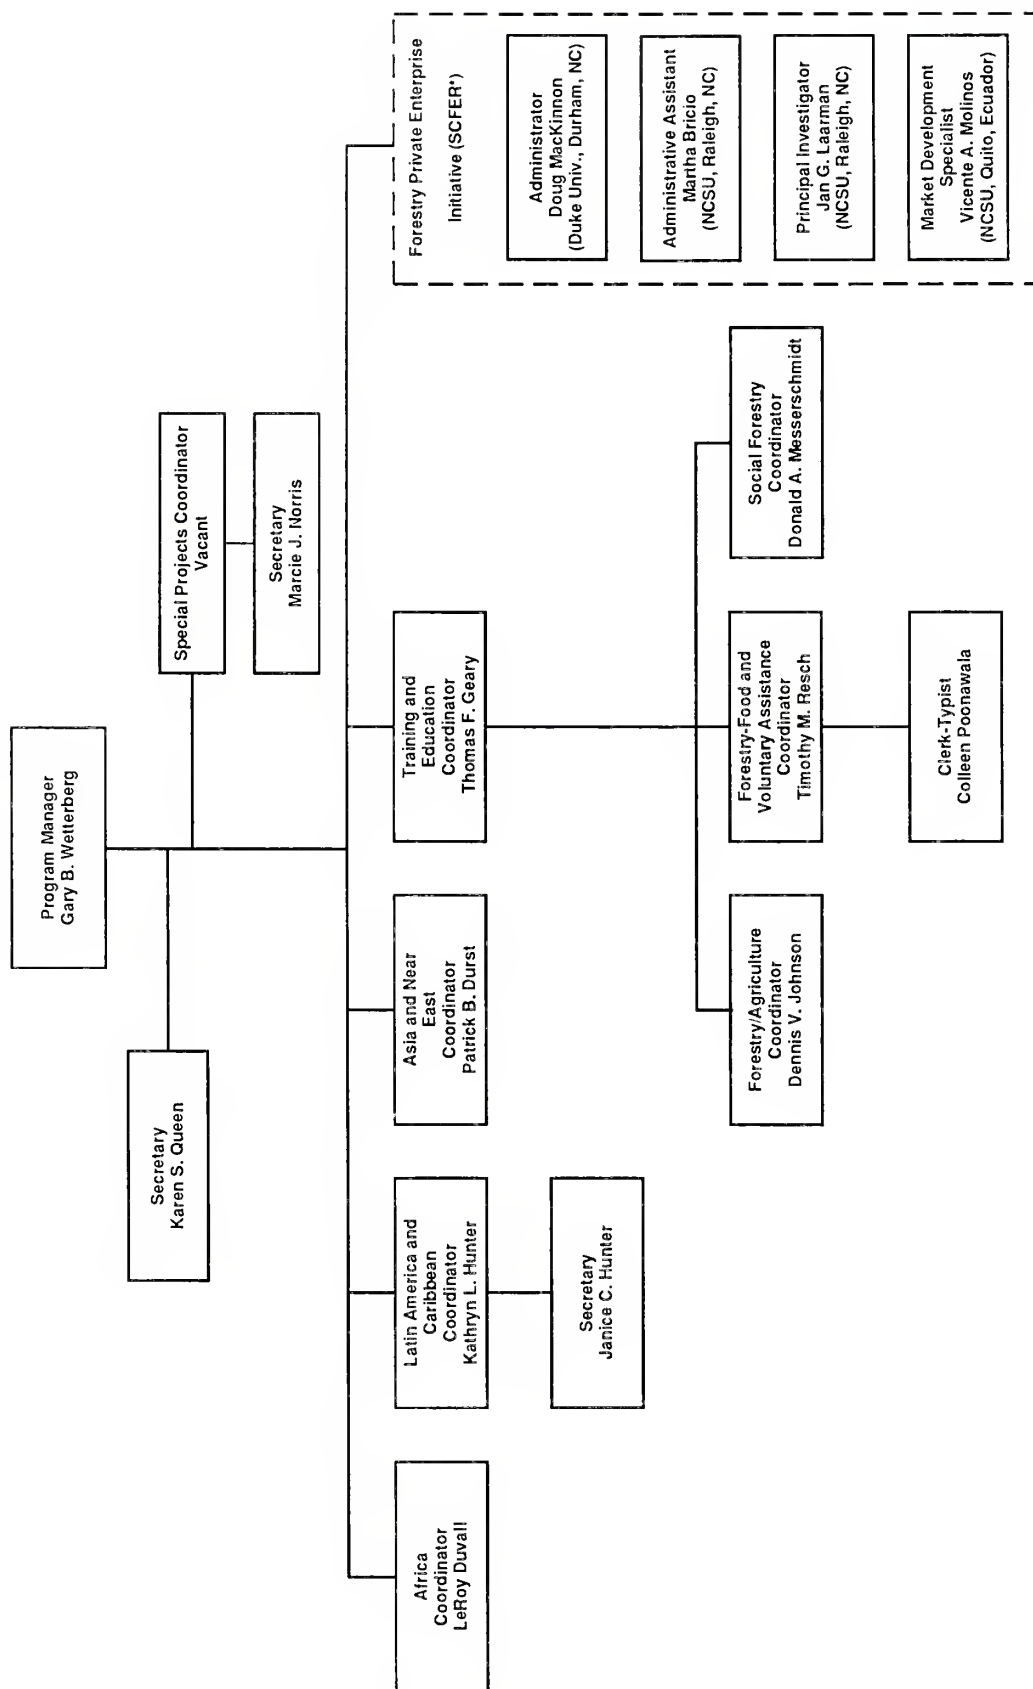 Program Manager
Gary B. Wetterberg
Secretary
Karen S. Queen
Special Projects Coordinator
Vacant
Secretary
Marcie J. Norris
Africa
Coordinator
LeRoy Duvall
Latin America and
Caribbean
Coordinator
Kathryn L. Hunter
Secretary
Janice C. Hunter
Asia and Near
East
Coordinator
Patrick B. Durst
Training and
Education
Coordinator
Thomas F. Geary
Forestry/Agriculture
Coordinator
Dennis V. Johnson
Forestry-Food and
Voluntary Assistance
Coordinator
Timothy M. Resch
Clerk-Typist
Colleen Poonawala
Social Forestry
Coordinator
Donald A. Messerschmidt
Forestry Private Enterprise
Initiative (SCFER*)
Administrator
Doug MacKinnon
(Duke Univ., Durham, NC)
Administrative Assistant
Martha Bricio
(NCSU, Raleigh, NC)
Principal Investigator
Jan G. Laarman
(NCSU, Raleigh, NC)
Market Development
Specialist
Vicente A. Molinos
(NCSU, Quito, Ecuador)